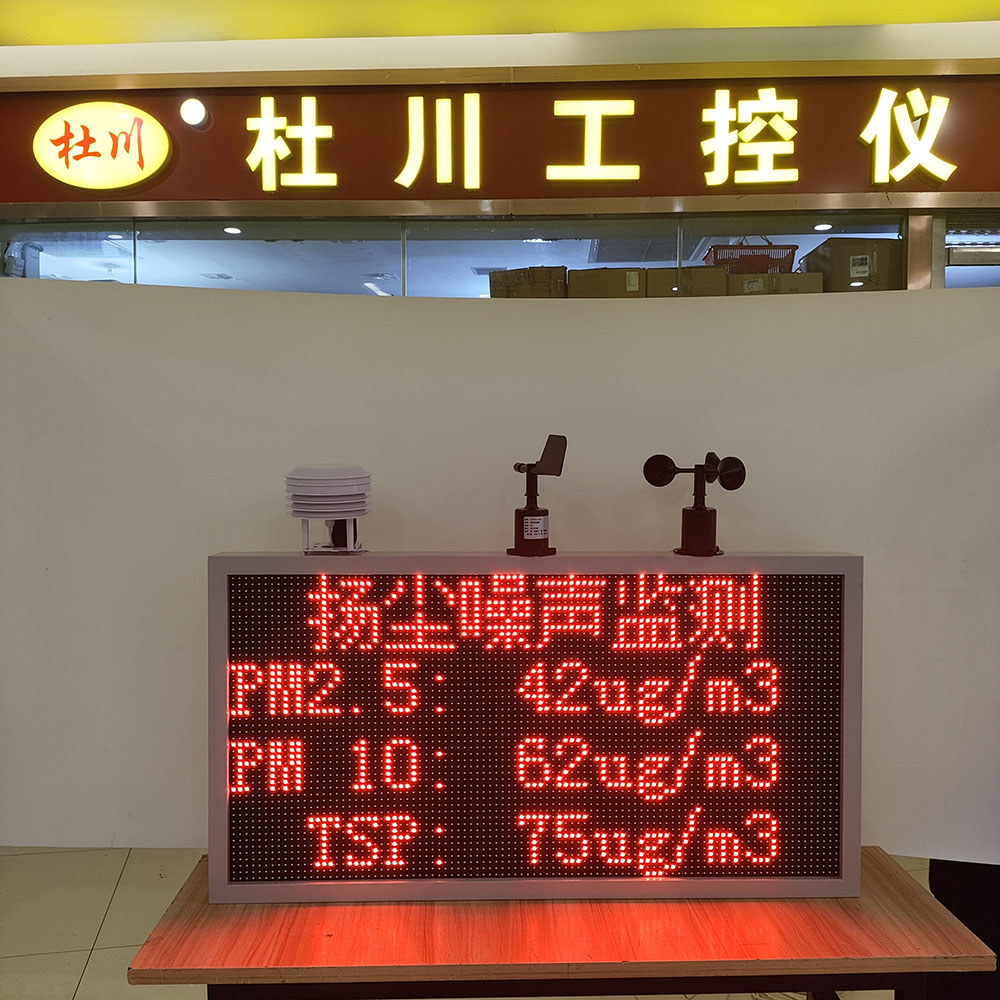 杜川
杜川工控仪
扬尘噪声监测
PM2.5: 42ug/m3
PM 10: 62ug/m3
TSP: 75ug/m3